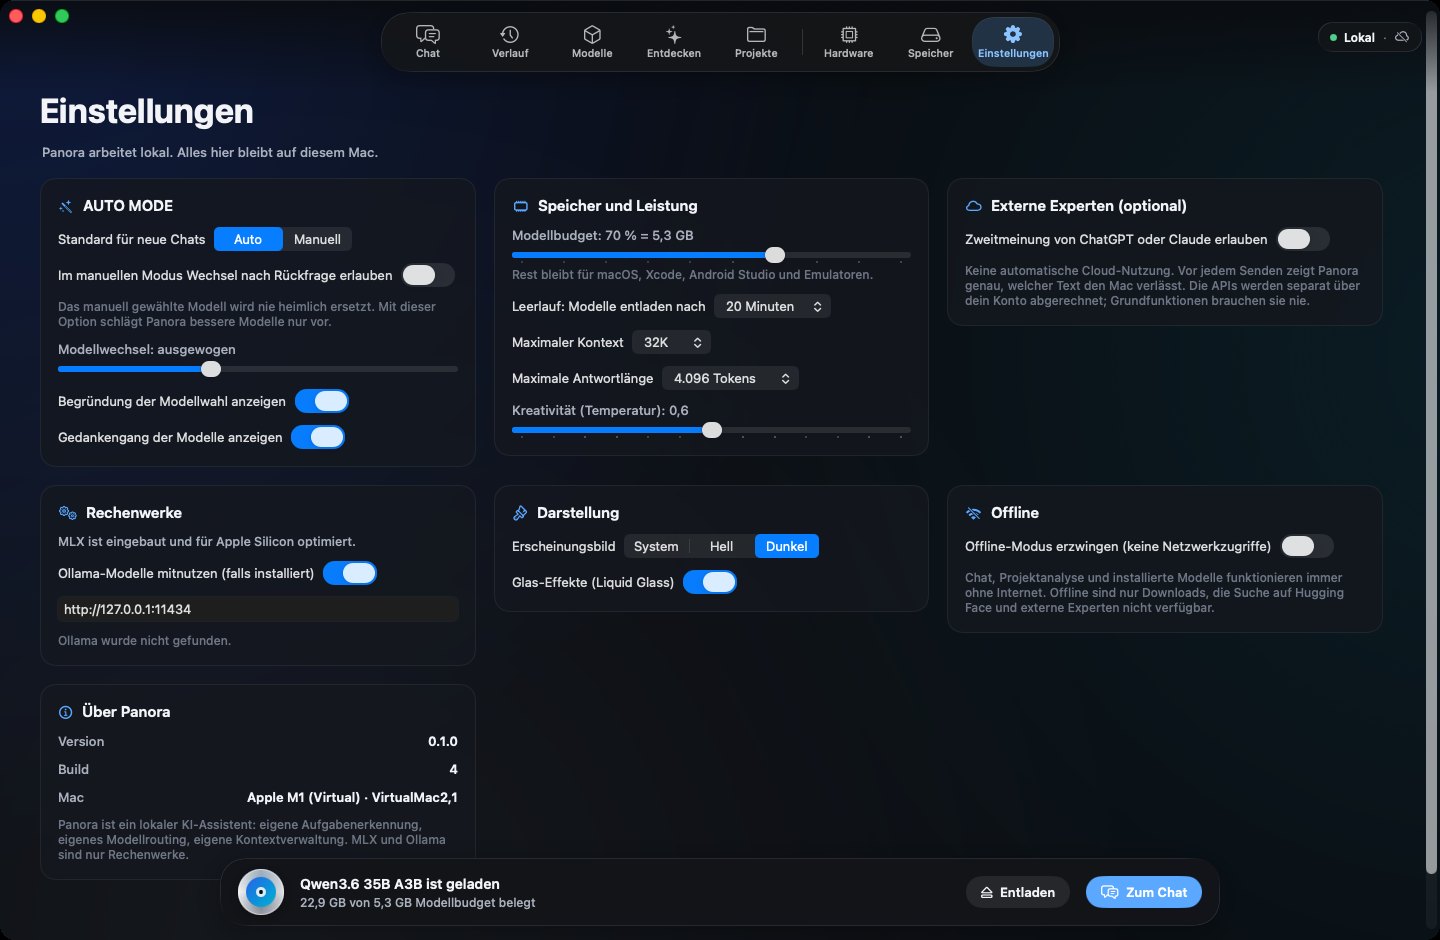 Chat
Verlauf
Modelle
Entdecken
Projekte
Hardware
Speicher
Einstellungen
Lokal ·
Einstellungen
Panora arbeitet lokal. Alles hier bleibt auf diesem Mac.
AUTO MODE
Standard für neue Chats Auto Manuell
Im manuellen Modus Wechsel nach Rückfrage erlauben
Das manuell gewählte Modell wird nie heimlich ersetzt. Mit dieser
Option schlägt Panora bessere Modelle nur vor.
Modellwechsel: ausgewogen
Begründung der Modellwahl anzeigen
Gedankengang der Modelle anzeigen
Speicher und Leistung
Modellbudget: 70 % = 5,3 GB
Rest bleibt für macOS, Xcode, Android Studio und Emulatoren.
Leerlauf: Modelle entladen nach 20 Minuten
Maximaler Kontext 32K
Maximale Antwortlänge 4.096 Tokens
Kreativität (Temperatur): 0,6
Externe Experten (optional)
Zweitmeinung von ChatGPT oder Claude erlauben
Keine automatische Cloud-Nutzung. Vor jedem Senden zeigt Panora
genau, welcher Text den Mac verlässt. Die APIs werden separat über
dein Konto abgerechnet; Grundfunktionen brauchen sie nie.
Rechenwerke
MLX ist eingebaut und für Apple Silicon optimiert.
Ollama-Modelle mitnutzen (falls installiert)
http://127.0.0.1:11434
Ollama wurde nicht gefunden.
Darstellung
Erscheinungsbild System Hell Dunkel
Glas-Effekte (Liquid Glass)
Offline
Offline-Modus erzwingen (keine Netzwerkzugriffe)
Chat, Projektanalyse und installierte Modelle funktionieren immer
ohne Internet. Offline sind nur Downloads, die Suche auf Hugging
Face und externe Experten nicht verfügbar.
Über Panora
Version 0.1.0
Build 4
Mac Apple M1 (Virtual) · VirtualMac2,1
Panora ist ein lokaler KI-Assistent: eigene Aufgabenerkennung,
eigenes Modellrouting, eigene Kontextverwaltung. MLX und Ollama
sind nur Rechenwerke.
Qwen3.6 35B A3B ist geladen
22,9 GB von 5,3 GB Modellbudget belegt
Entladen
Zum Chat